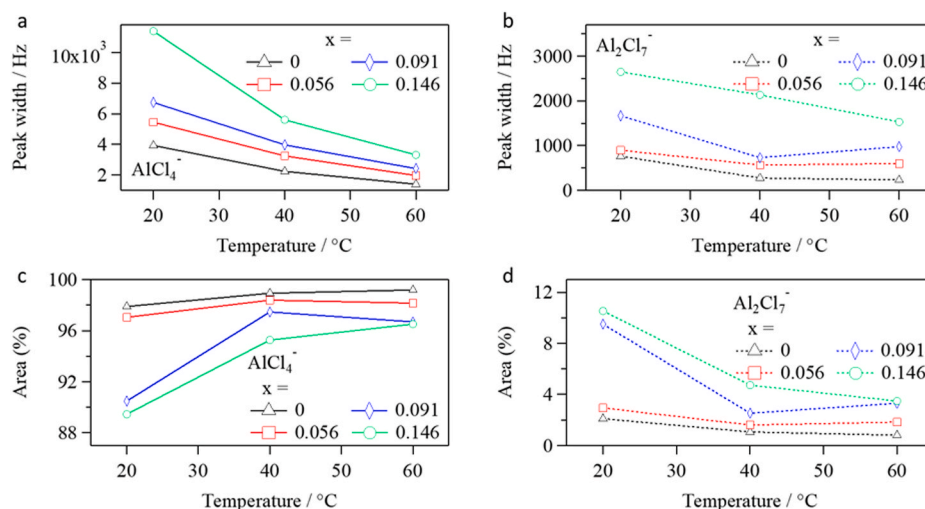 a
Peak width / Hz
10x10³
8
6
4
2
x =
0
0.091
0.056
0.146
AlCl₄⁻
20
30
40
50
60
Temperature / °C
b
Peak width / Hz
3000
2000
1000
0
Al₂Cl₇⁻
x =
0
0.091
0.056
0.146
20
30
40
50
60
Temperature / °C
c
Area (%)
100
96
92
88
AlCl₄⁻
x =
0
0.091
0.056
0.146
20
30
40
50
60
Temperature / °C
d
Area (%)
12
8
4
0
Al₂Cl₇⁻
x =
0
0.091
0.056
0.146
20
30
40
50
60
Temperature / °C